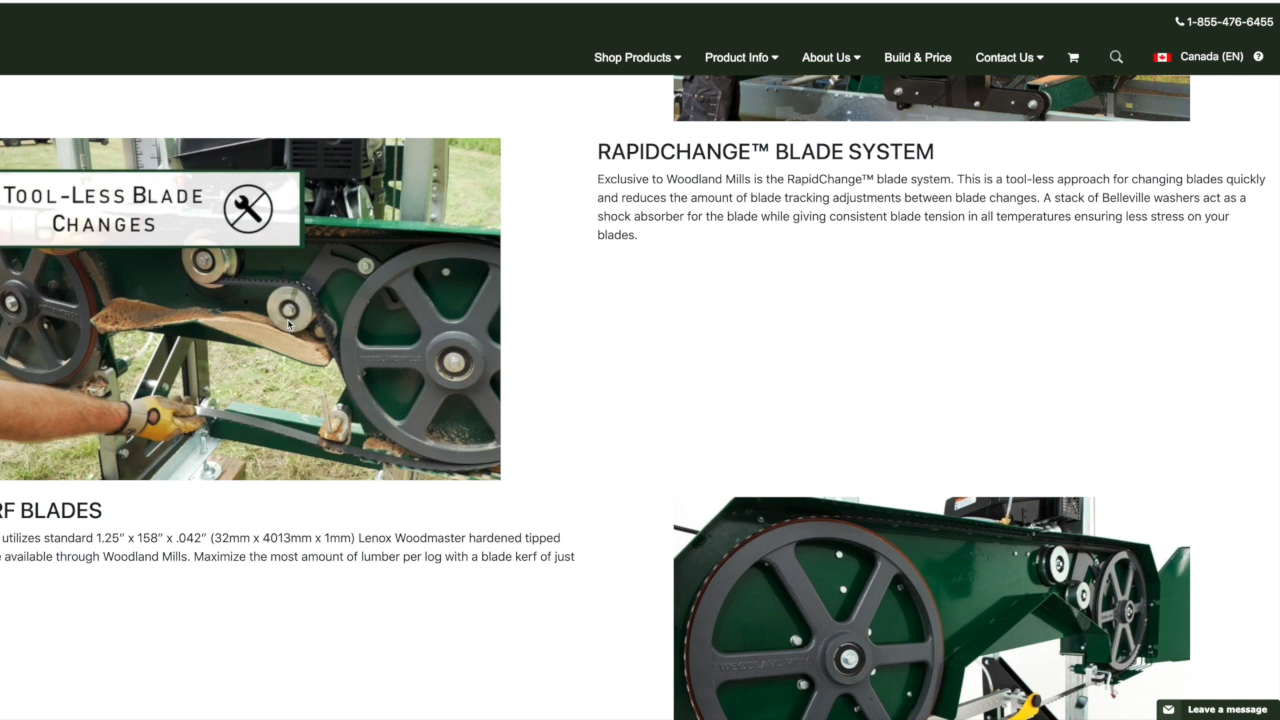 1-855-476-6455
Shop Products
Product Info
About Us
Build & Price
Contact Us
Canada (EN)
TOOL-LESS BLADE
CHANGES
RAPIDCHANGE™ BLADE SYSTEM
Exclusive to Woodland Mills is the RapidChange™ blade system. This is a tool-less approach for changing blades quickly
and reduces the amount of blade tracking adjustments between blade changes. A stack of Belleville washers act as a
shock absorber for the blade while giving consistent blade tension in all temperatures ensuring less stress on your
blades.
RF BLADES
utilizes standard 1.25″ x 158″ x .042″ (32mm x 4013mm x 1mm) Lenox Woodmaster hardened tipped
e available through Woodland Mills. Maximize the most amount of lumber per log with a blade kerf of just
WOODLAND MILLS
Leave a message